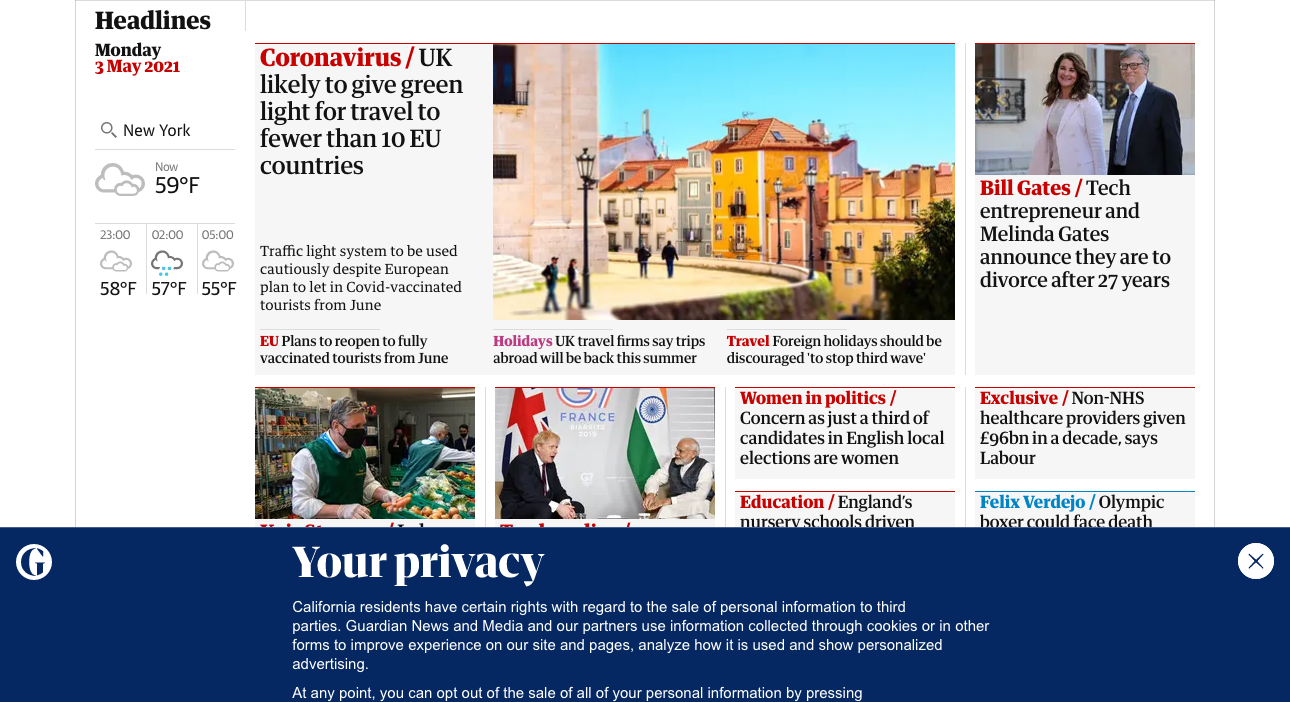 Headlines
Monday
3 May 2021
New York
Now
59°F
23:00
02:00
05:00
58°F
57°F
55°F
Coronavirus / UK
likely to give green
light for travel to
fewer than 10 EU
countries
Traffic light system to be used
cautiously despite European
plan to let in Covid-vaccinated
tourists from June
EU Plans to reopen to fully
vaccinated tourists from June
Holidays UK travel firms say trips
abroad will be back this summer
Travel Foreign holidays should be
discouraged 'to stop third wave'
Bill Gates / Tech
entrepreneur and
Melinda Gates
announce they are to
divorce after 27 years
G7
FRANCE
BIARRITZ
2019
Women in politics /
Concern as just a third of
candidates in English local
elections are women
Exclusive / Non-NHS
healthcare providers given
£96bn in a decade, says
Labour
Education / England's
nursery schools driven
Felix Verdejo / Olympic
boxer could face death
G
Your privacy
California residents have certain rights with regard to the sale of personal information to third
parties. Guardian News and Media and our partners use information collected through cookies or in other
forms to improve experience on our site and pages, analyze how it is used and show personalized
advertising.
At any point, you can opt out of the sale of all of your personal information by pressing